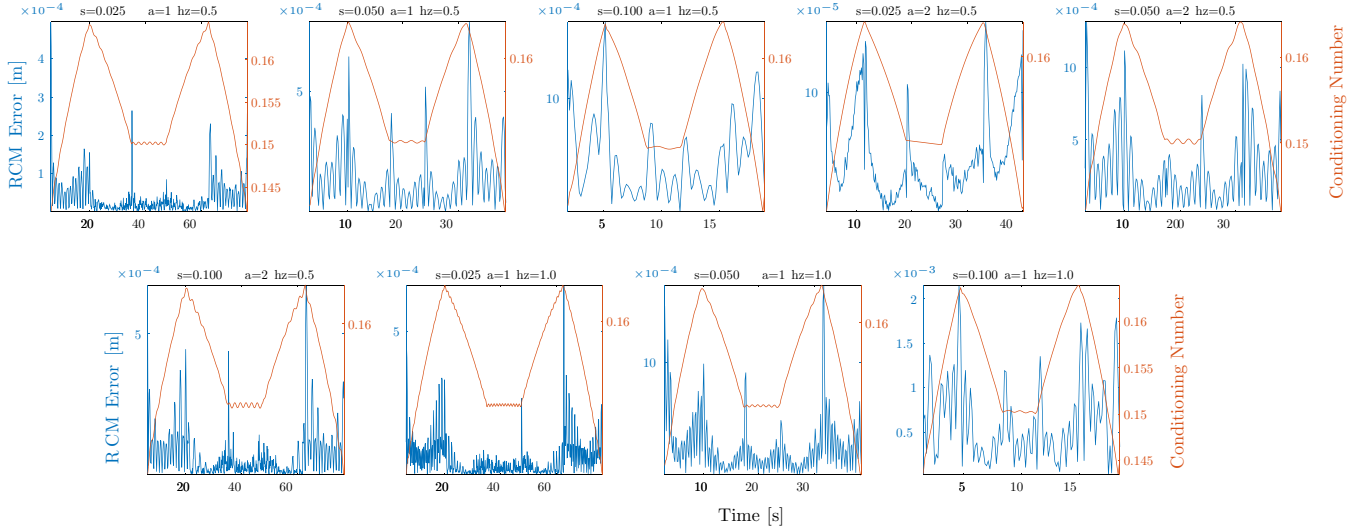 ×10⁻⁴ s=0.025 a=1 hz=0.5
×10⁻⁴ s=0.050 a=1 hz=0.5
s=0.100 a=1 hz=0.5
×10⁻⁵ s=0.025 a=2 hz=0.5
×10⁻⁴ s=0.050 a=2 hz=0.5
RCM Error [m]
4
3
2
1
0.16
0.155
0.15
0.145
20 40 60
5
0.16
10 20 30
10
0.16
5 10 15
10
0.16
10 20 30
10
5
0.16
0.15
10 20 30
Conditioning Number
×10⁻⁴ s=0.100 a=2 hz=0.5
×10⁻⁴ s=0.025 a=1 hz=1.0
×10⁻⁴ s=0.050 a=1 hz=1.0
×10⁻³ s=0.100 a=1 hz=1.0
R CM Error [m]
5
0.16
20 40 60
5
20 40 60
10
0.16
10 20 30
2
1.5
1
0.5
0.16
0.155
0.15
0.145
5 10 15
Conditioning Number
Time [s]